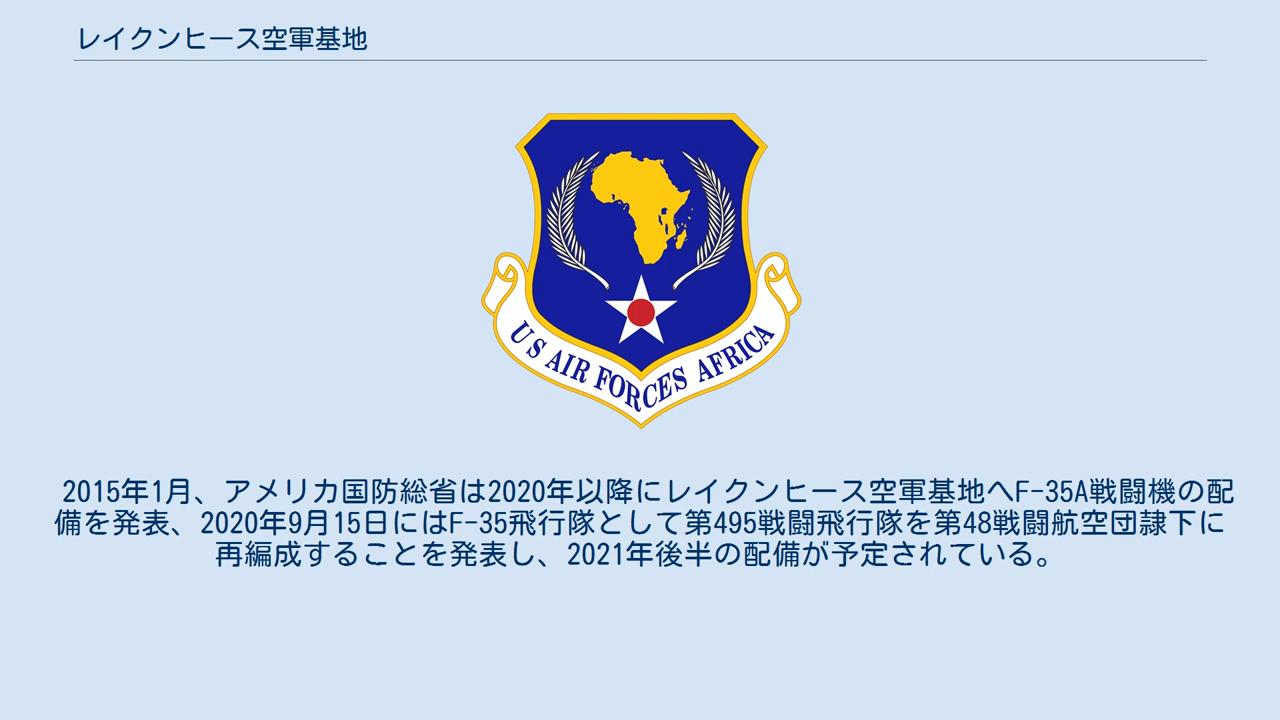 レイクンヒース空軍基地
U S AIR FORCES AFRICA
2015年1月、アメリカ国防総省は2020年以降にレイクンヒース空軍基地へF-35A戦闘機の配
備を発表、2020年9月15日にはF-35飛行隊として第495戦闘飛行隊を第48戦闘航空団隷下に
再編成することを発表し、2021年後半の配備が予定されている。